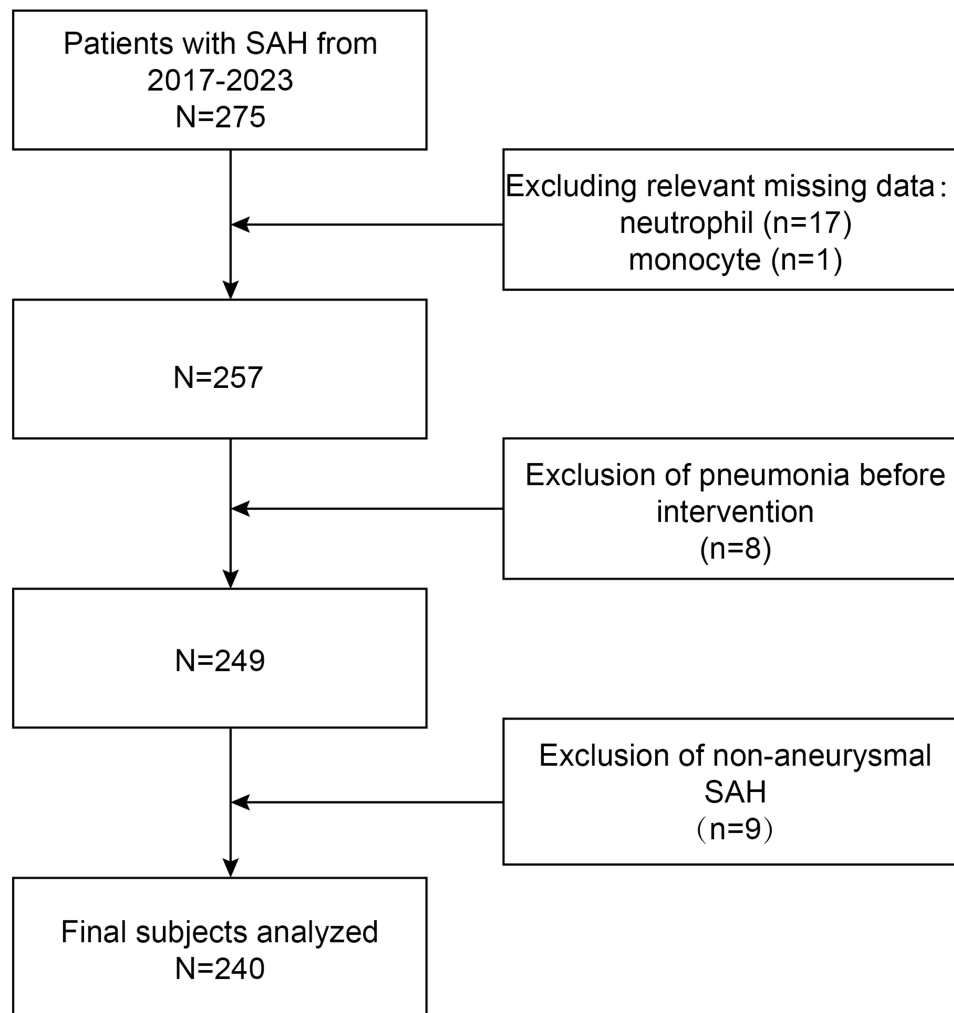 Patients with SAH from
2017-2023
N=275
Excluding relevant missing data：
neutrophil (n=17)
monocyte (n=1)
N=257
Exclusion of pneumonia before
intervention
(n=8)
N=249
Exclusion of non-aneurysmal
SAH
（n=9）
Final subjects analyzed
N=240